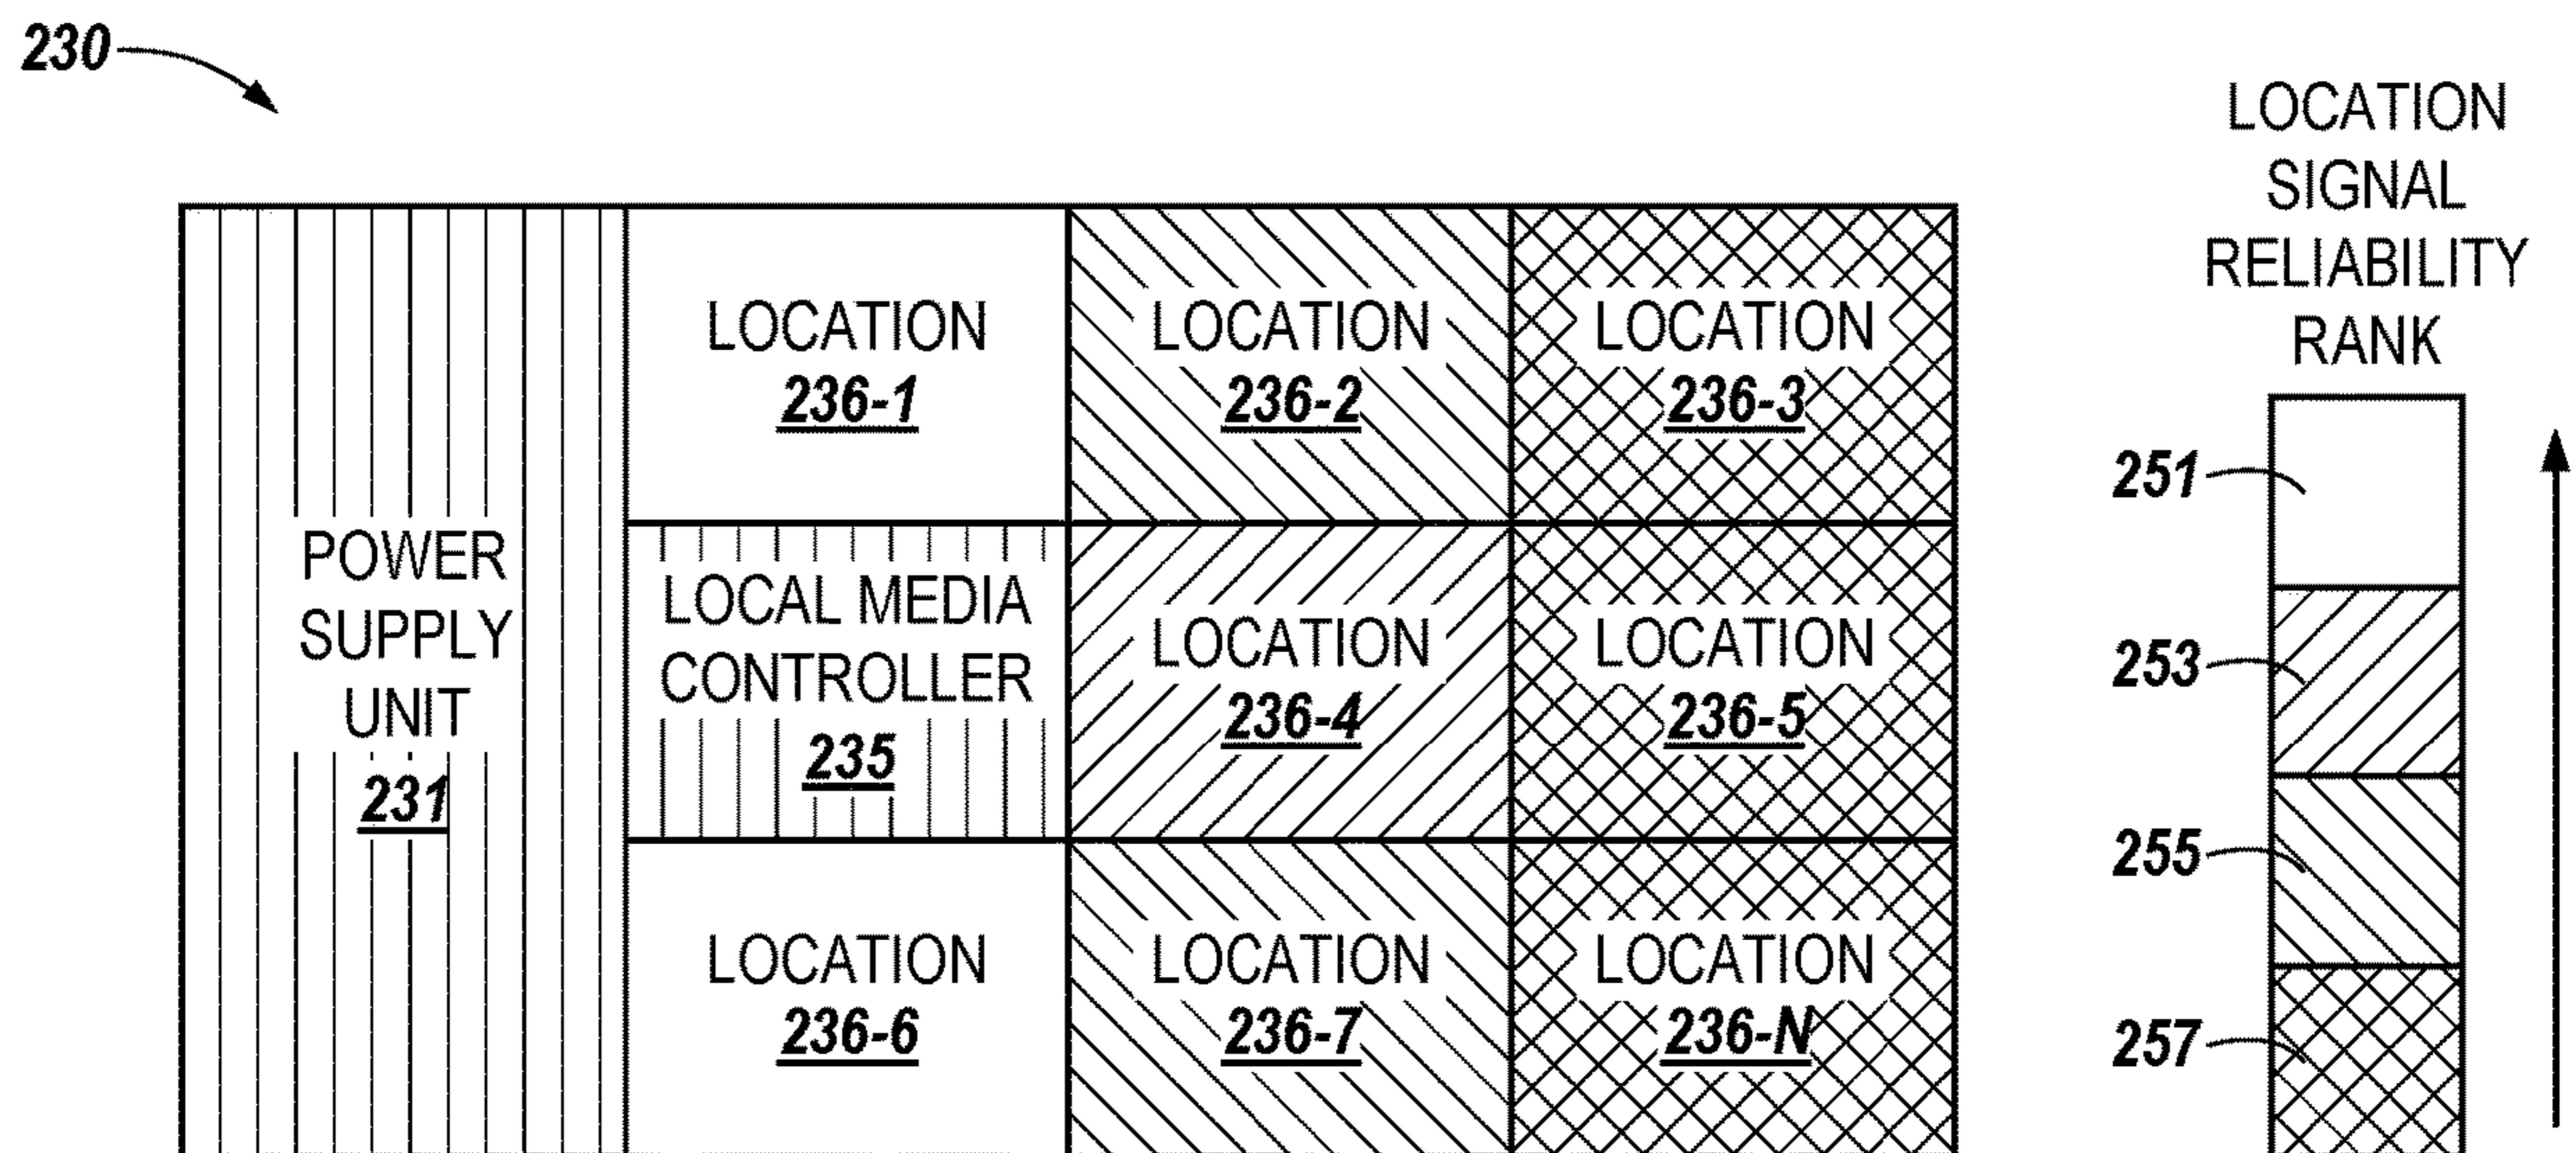 230
LOCATION
SIGNAL
RELIABILITY
RANK
LOCATION
236-1
LOCATION
236-2
LOCATION
236-3
251
POWER
SUPPLY
UNIT
231
LOCAL MEDIA
CONTROLLER
235
LOCATION
236-4
LOCATION
236-5
253
255
LOCATION
236-6
LOCATION
236-7
LOCATION
236-N
257